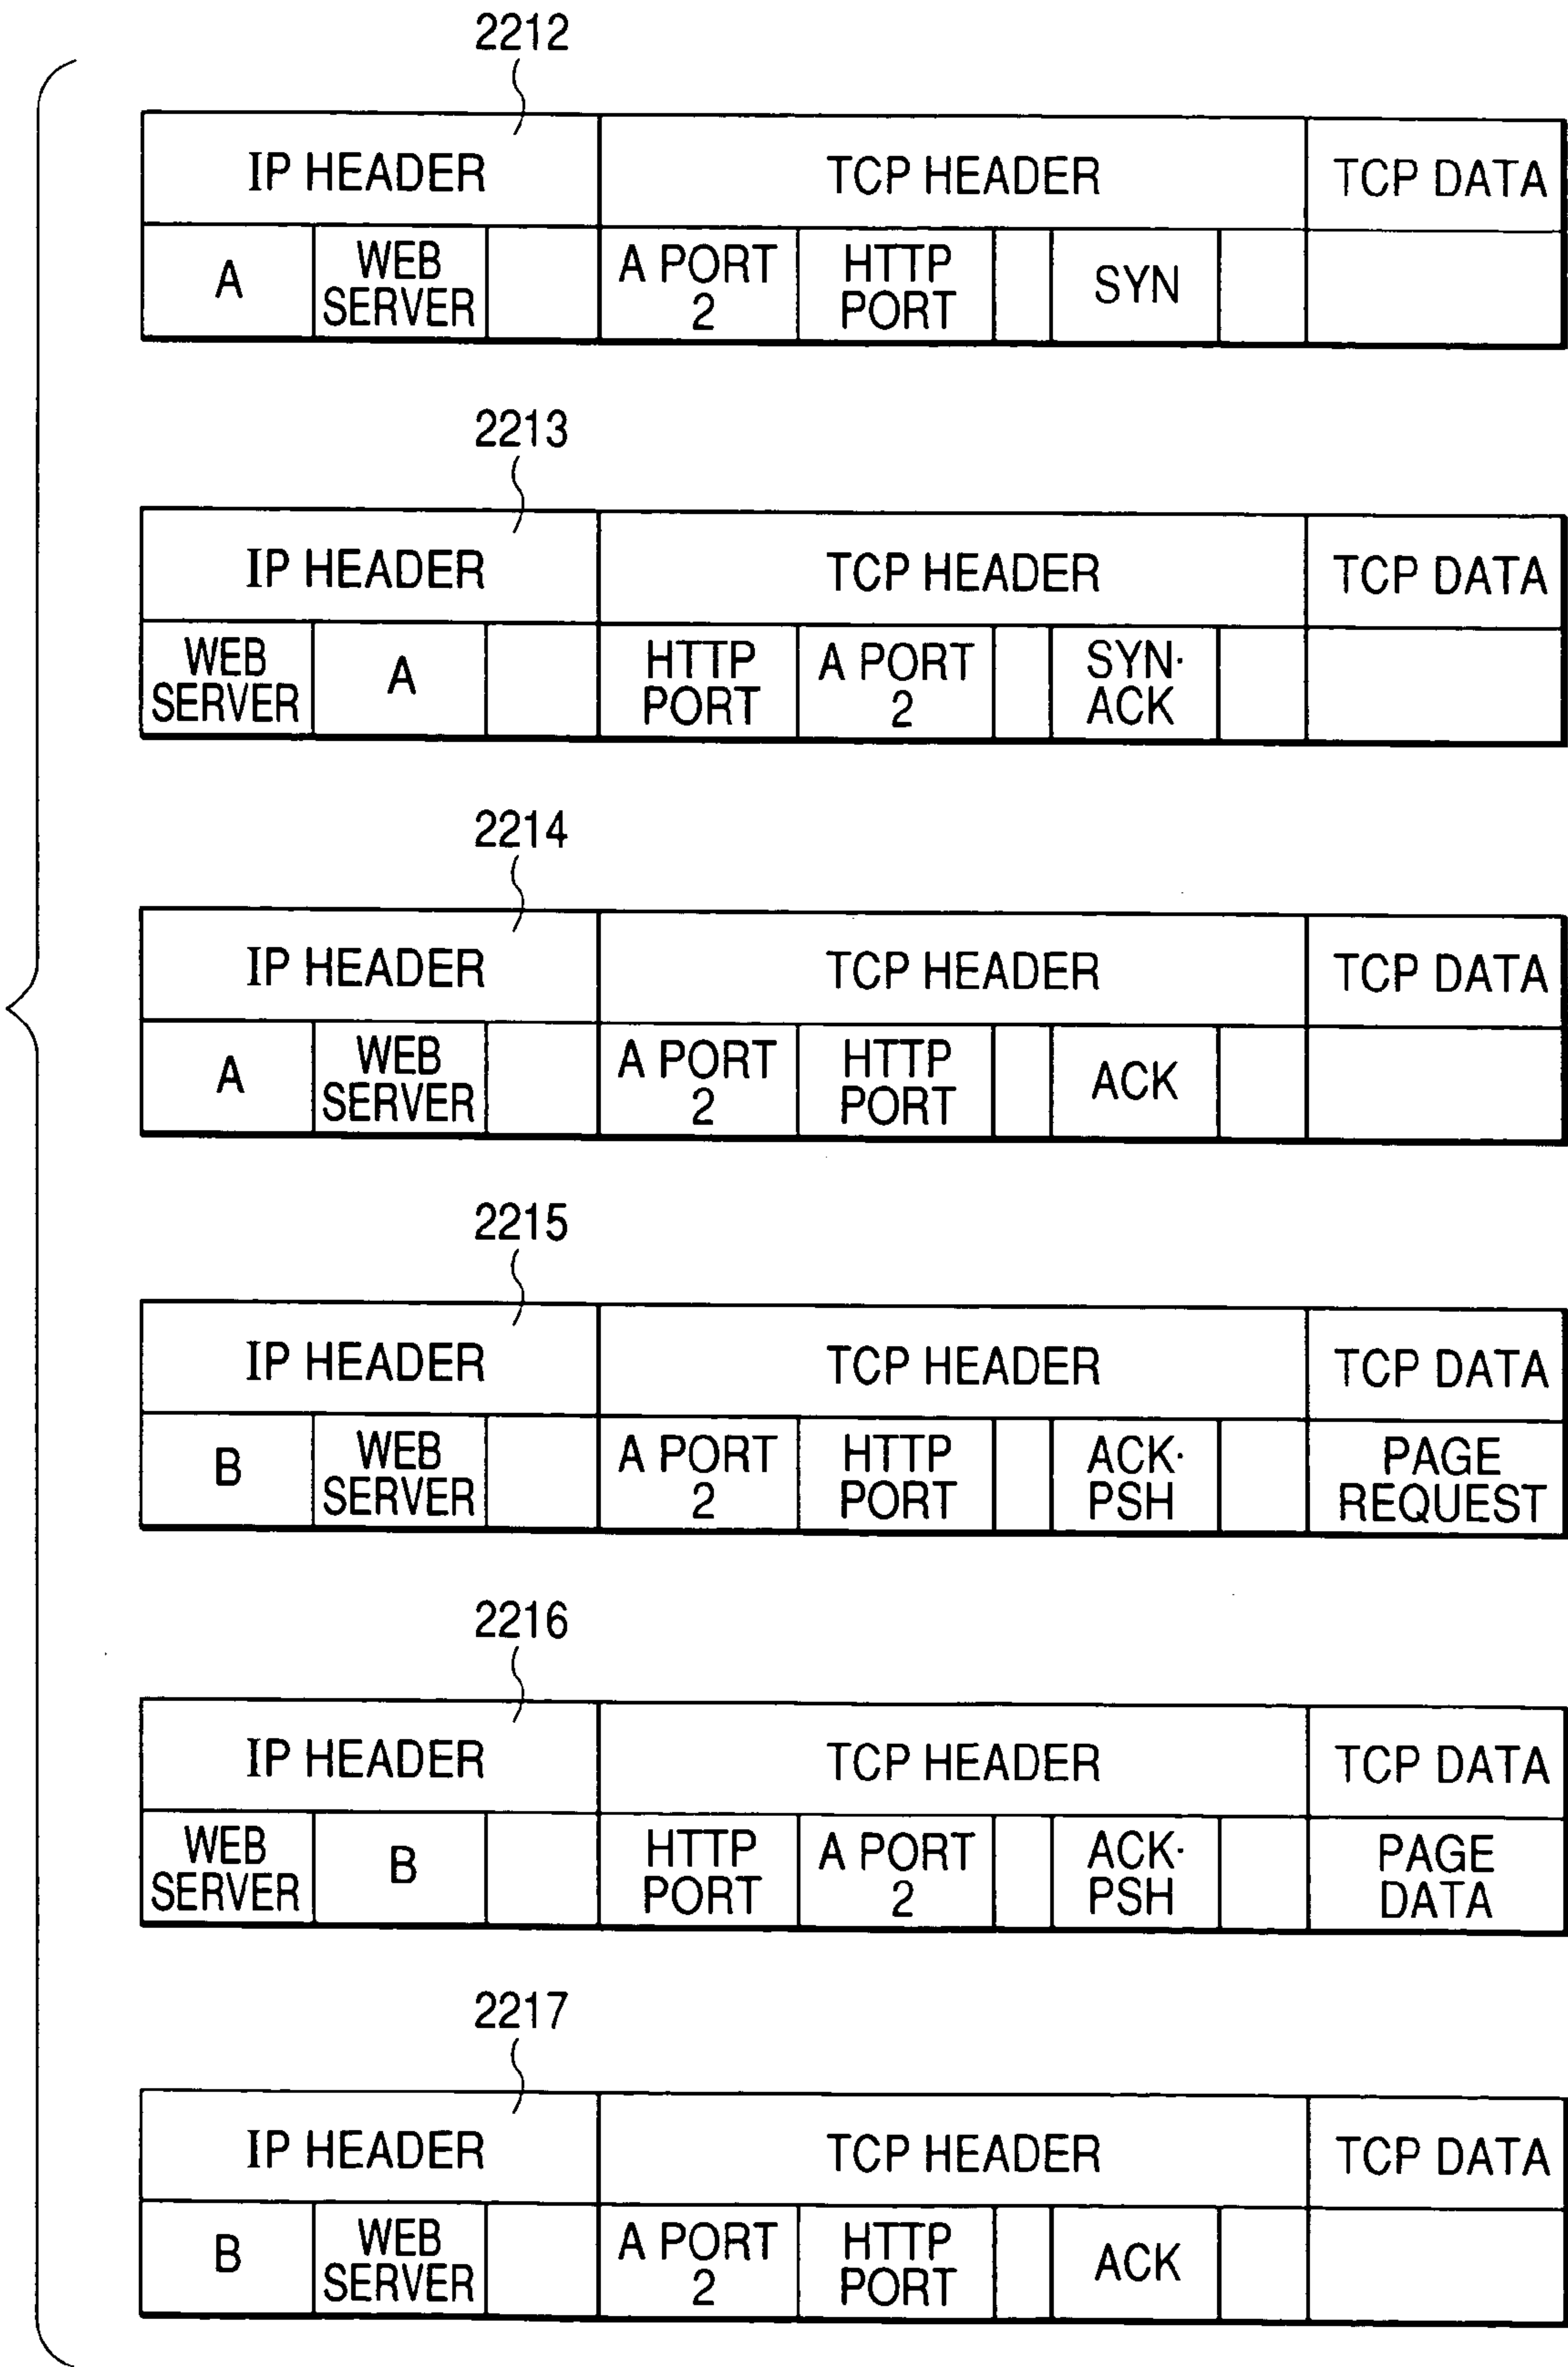 2212
IP HEADER TCP HEADER TCP DATA
A WEB SERVER A PORT 2 HTTP PORT SYN
2213
IP HEADER TCP HEADER TCP DATA
WEB SERVER A HTTP PORT A PORT 2 SYN· ACK
2214
IP HEADER TCP HEADER TCP DATA
A WEB SERVER A PORT 2 HTTP PORT ACK
2215
IP HEADER TCP HEADER TCP DATA
B WEB SERVER A PORT 2 HTTP PORT ACK· PSH PAGE REQUEST
2216
IP HEADER TCP HEADER TCP DATA
WEB SERVER B HTTP PORT A PORT 2 ACK· PSH PAGE DATA
2217
IP HEADER TCP HEADER TCP DATA
B WEB SERVER A PORT 2 HTTP PORT ACK